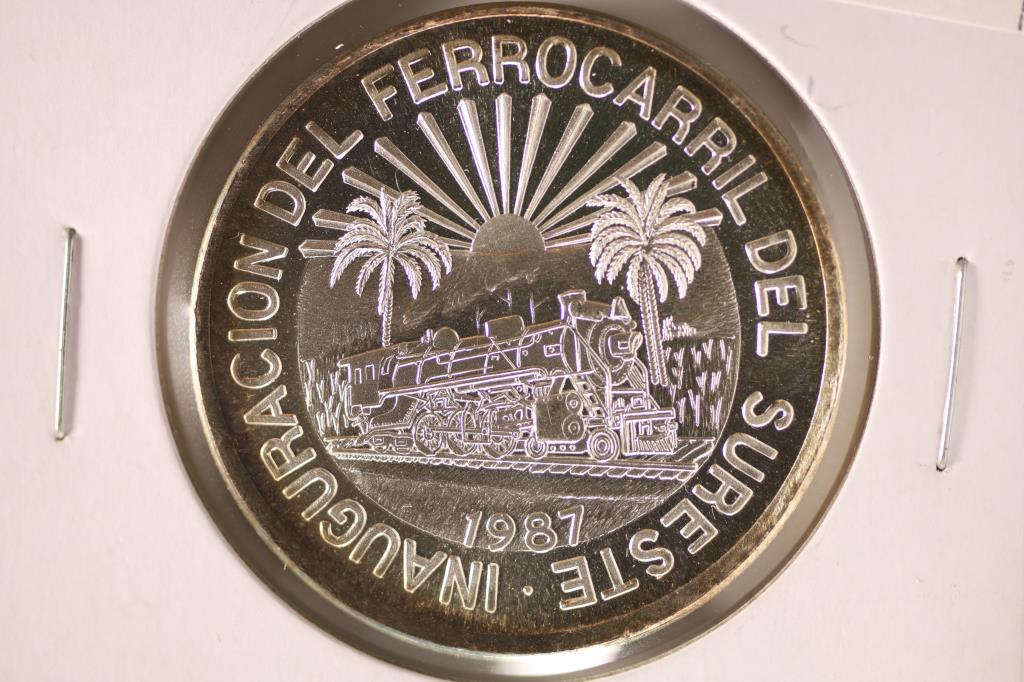 INAUGURACION DEL FERROCARRIL DEL SURESTE ·
1987